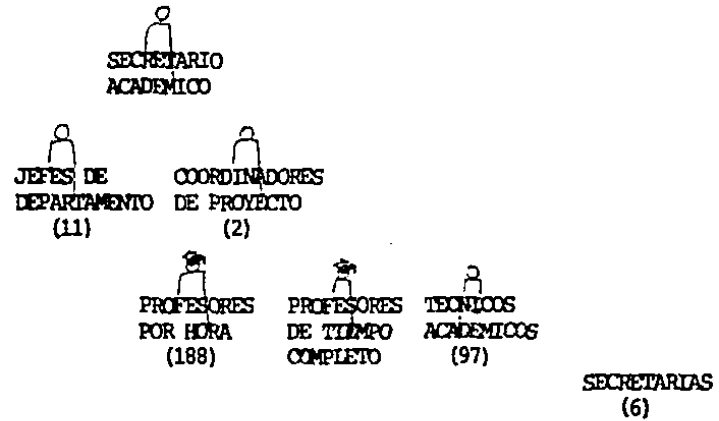 SECRETARIO
ACADEMICO
JEFES DE
DEPARTAMENTO
(11)
COORDINADORES
DE PROYECTO
(2)
PROFESORES
POR HORA
(188)
PROFESORES
DE TIEMPO
COMPLETO
TECNICOS
ACADEMICOS
(97)
SECRETARIAS
(6)